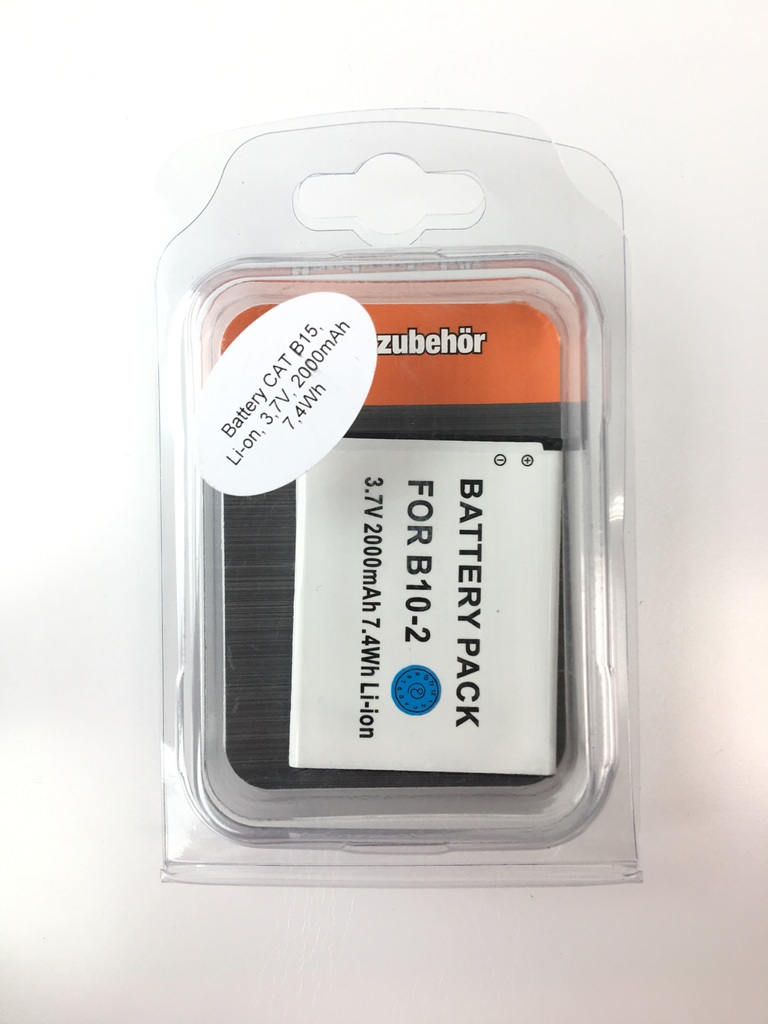 zubehör
Battery CAT B15,
Li-on, 3,7V, 2000mAh
7,4Wh
BATTERY PACK
FOR B10-2
3.7V 2000mAh 7.4Wh Li-ion